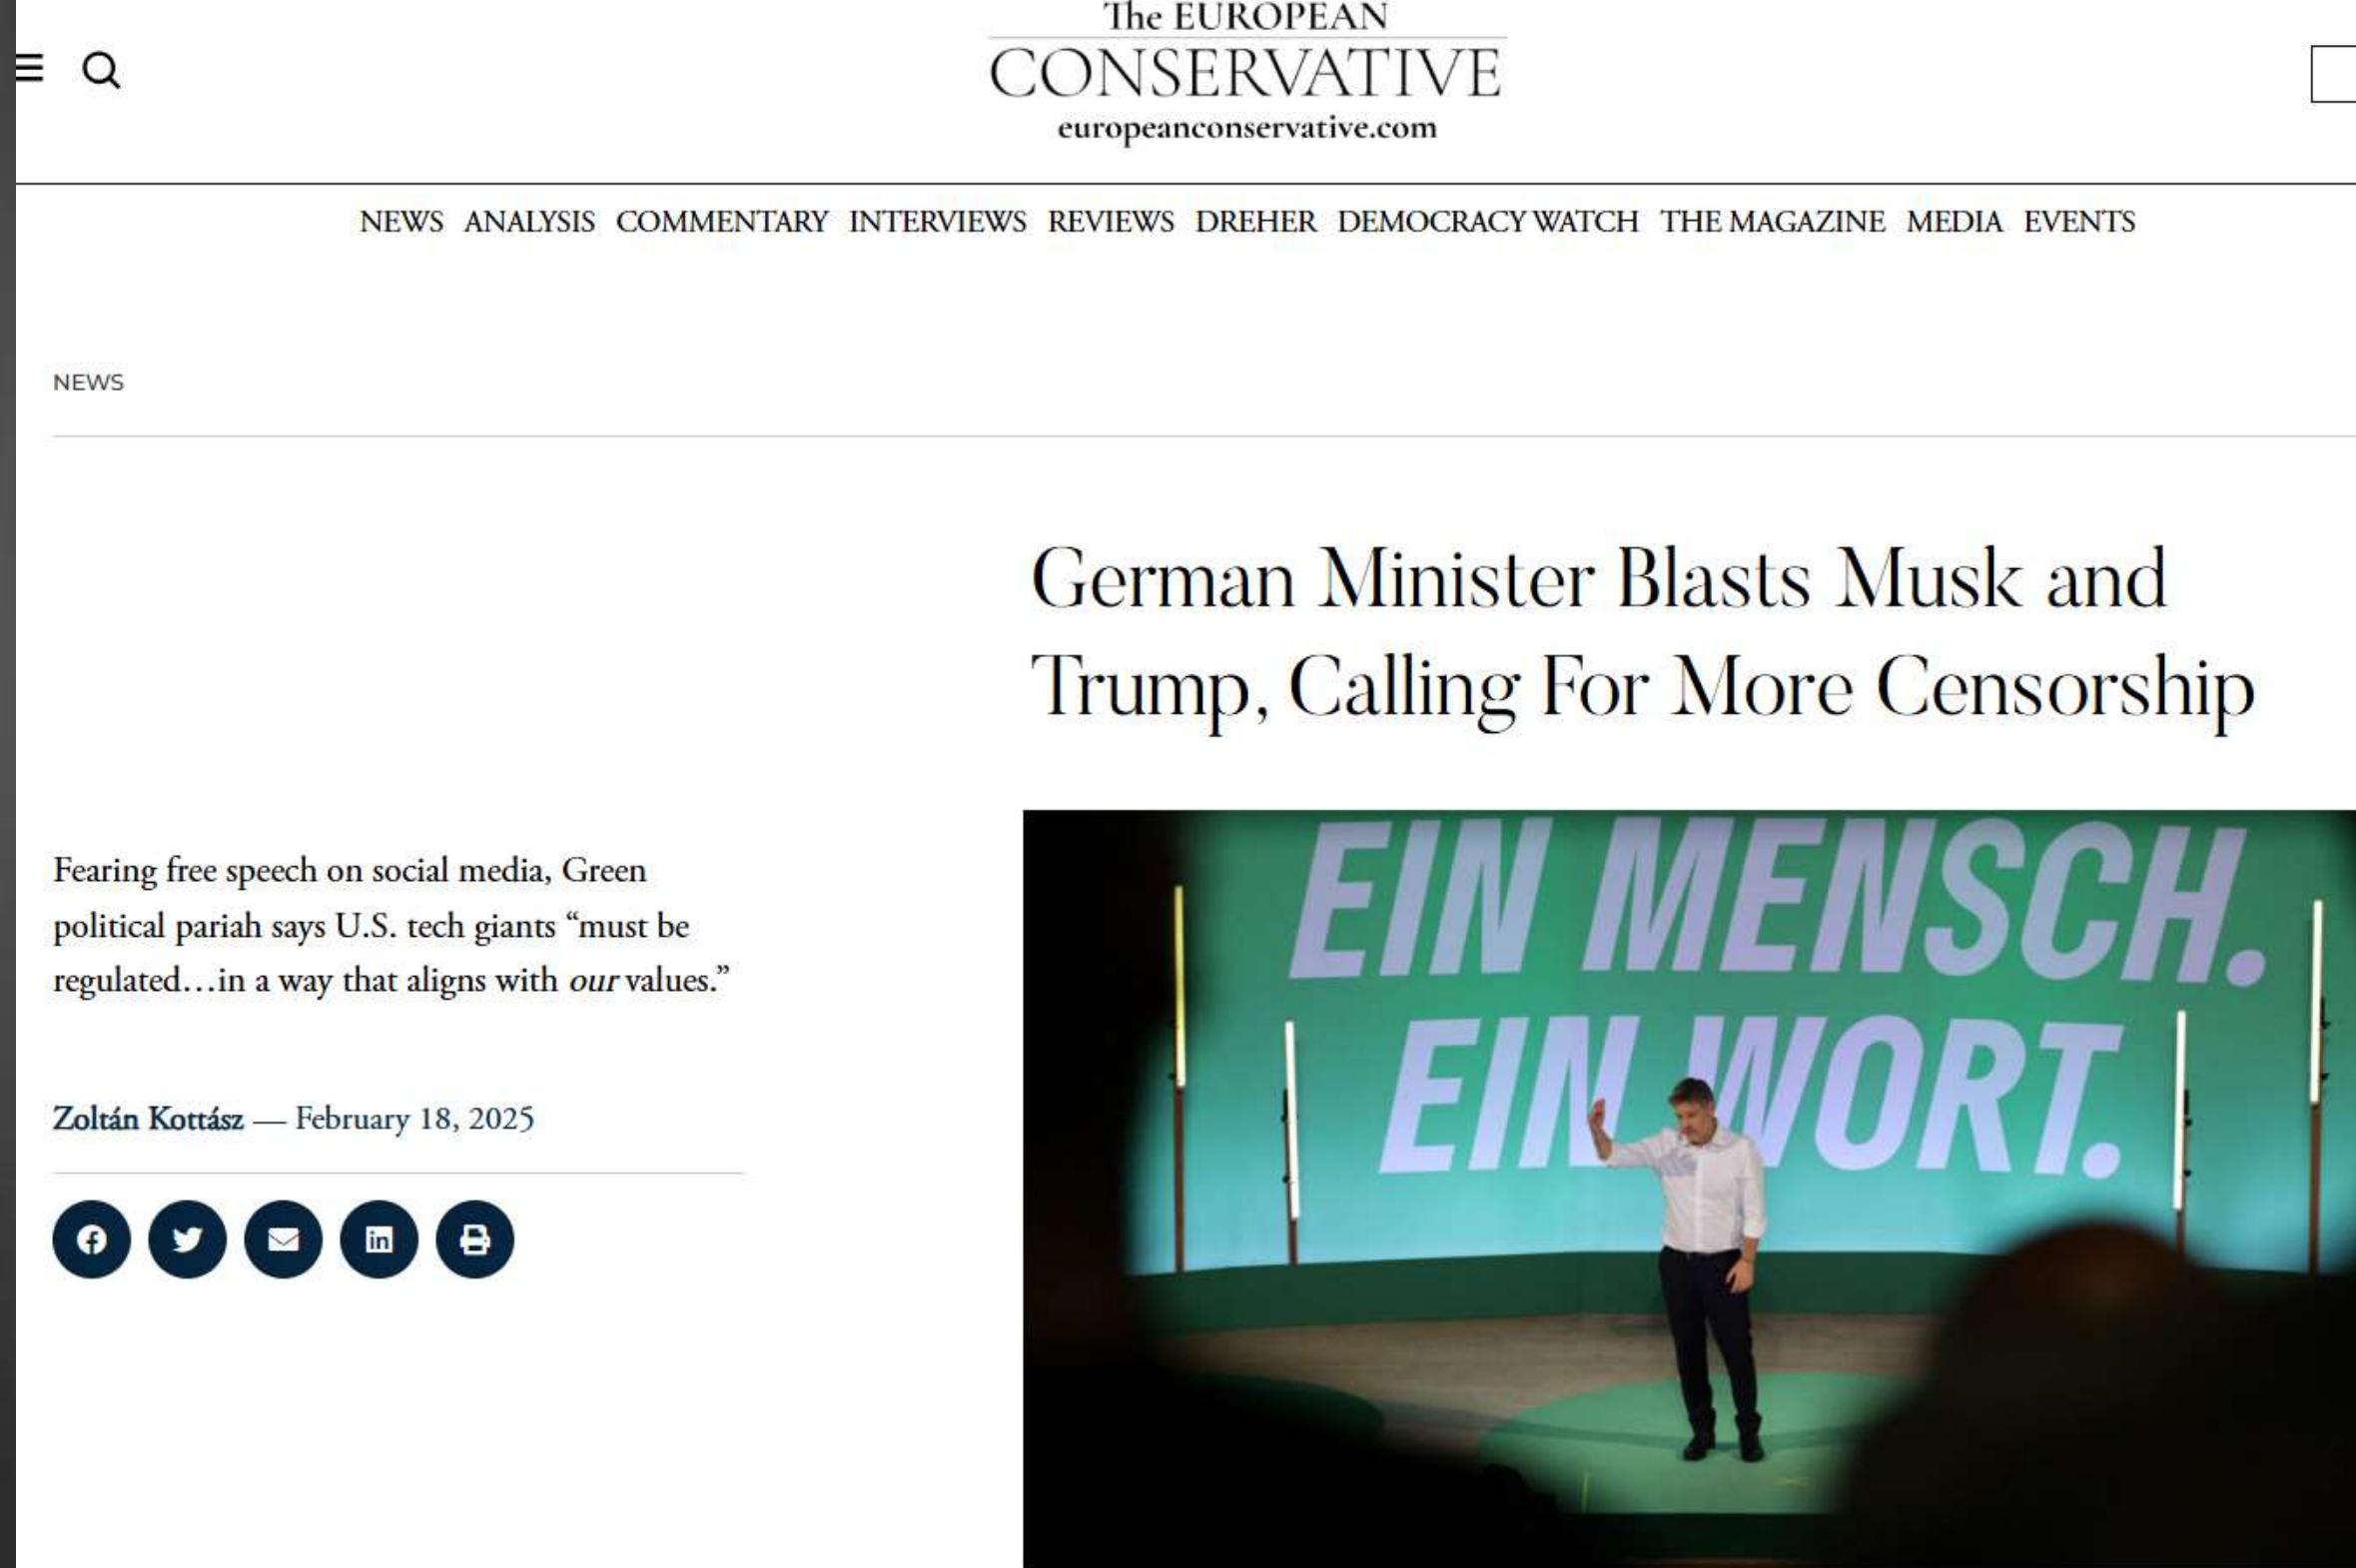 The EUROPEAN
CONSERVATIVE
europeanconservative.com
NEWS ANALYSIS COMMENTARY INTERVIEWS REVIEWS DREHER DEMOCRACY WATCH THE MAGAZINE MEDIA EVENTS
NEWS
German Minister Blasts Musk and
Trump, Calling For More Censorship
Fearing free speech on social media, Green
political pariah says U.S. tech giants “must be
regulated…in a way that aligns with our values.”
Zoltán Kottász — February 18, 2025
EIN MENSCH.
EIN WORT.